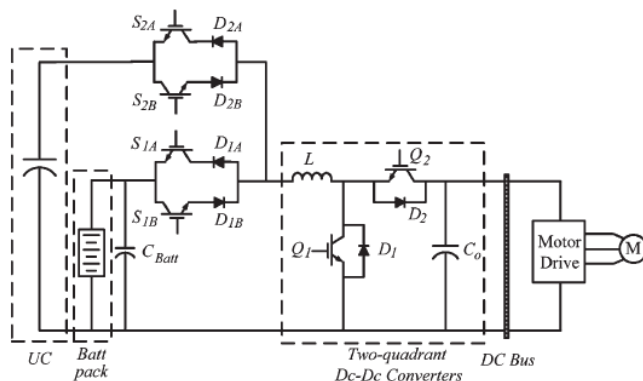 S2A
D2A
S2B
D2B
S1A
D1A
S1B
D1B
L
Q2
D2
Q1
D1
CBatt
Co
Motor
Drive
M
UC
Batt
pack
Two-quadrant
Dc-Dc Converters
DC Bus